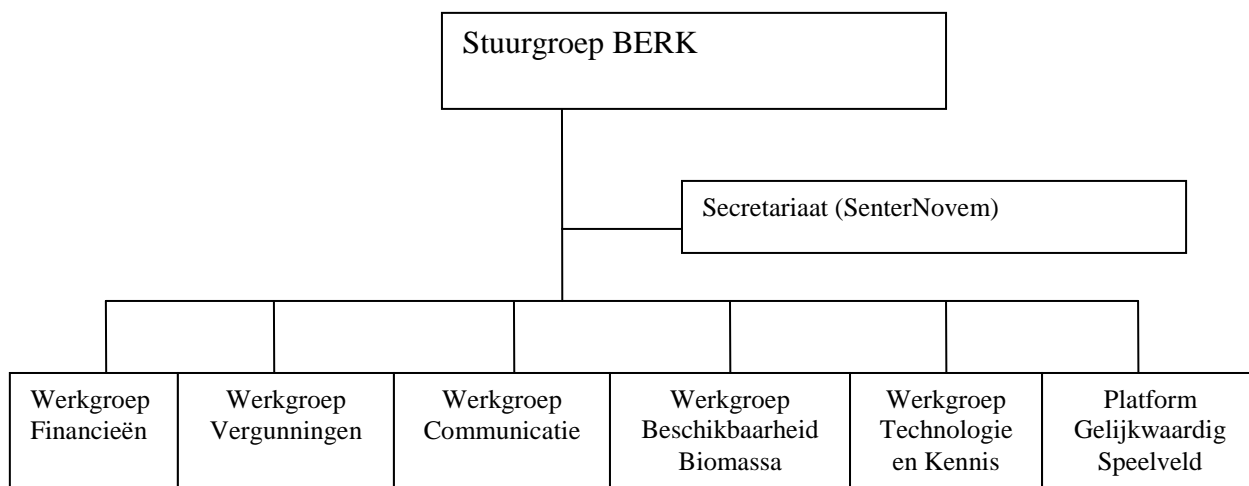 Stuurgroep BERK
Secretariaat (SenterNovem)
Werkgroep
Financieën
Werkgroep
Vergunningen
Werkgroep
Communicatie
Werkgroep
Beschikbaarheid
Biomassa
Werkgroep
Technologie
en Kennis
Platform
Gelijkwaardig
Speelveld